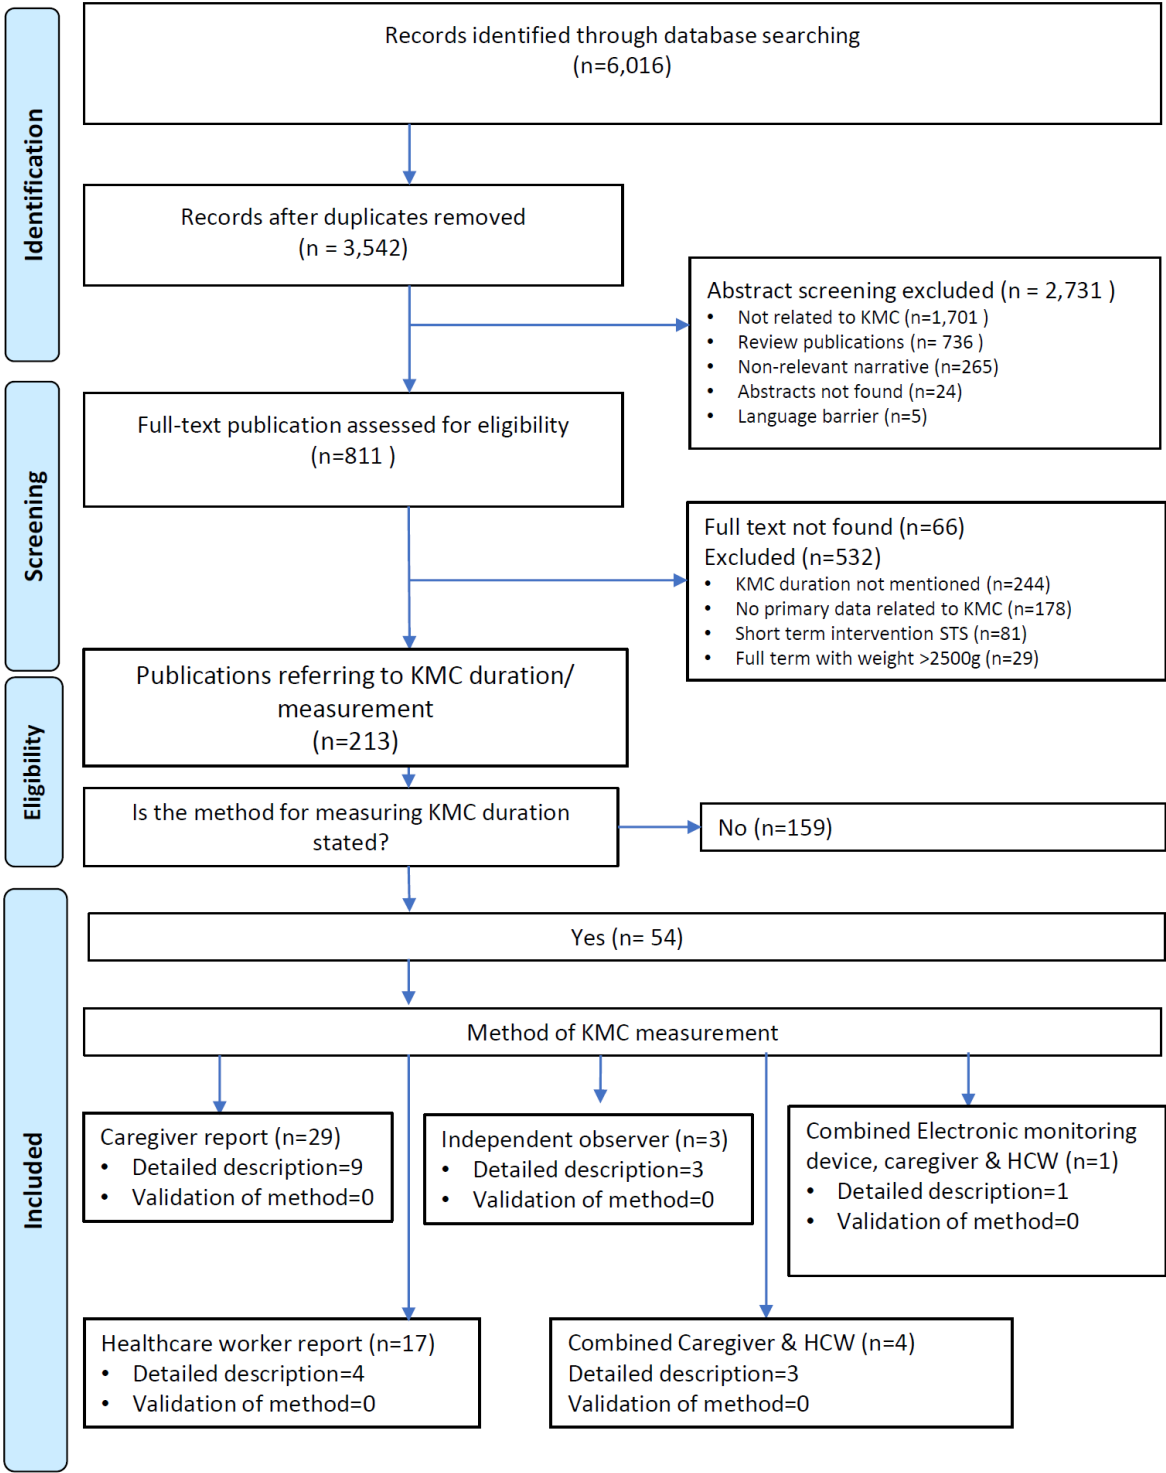 Identification
Records identified through database searching
(n=6,016)
Records after duplicates removed
(n = 3,542)
Abstract screening excluded (n = 2,731 )
• Not related to KMC (n=1,701 )
• Review publications (n= 736 )
• Non-relevant narrative (n=265)
• Abstracts not found (n=24)
• Language barrier (n=5)
Screening
Full-text publication assessed for eligibility
(n=811 )
Full text not found (n=66)
Excluded (n=532)
• KMC duration not mentioned (n=244)
• No primary data related to KMC (n=178)
• Short term intervention STS (n=81)
• Full term with weight >2500g (n=29)
Eligibility
Publications referring to KMC duration/
measurement
(n=213)
Is the method for measuring KMC duration
stated?
No (n=159)
Included
Yes (n= 54)
Method of KMC measurement
Caregiver report (n=29)
• Detailed description=9
• Validation of method=0
Independent observer (n=3)
• Detailed description=3
• Validation of method=0
Combined Electronic monitoring
device, caregiver & HCW (n=1)
• Detailed description=1
• Validation of method=0
Healthcare worker report (n=17)
• Detailed description=4
• Validation of method=0
Combined Caregiver & HCW (n=4)
Detailed description=3
Validation of method=0